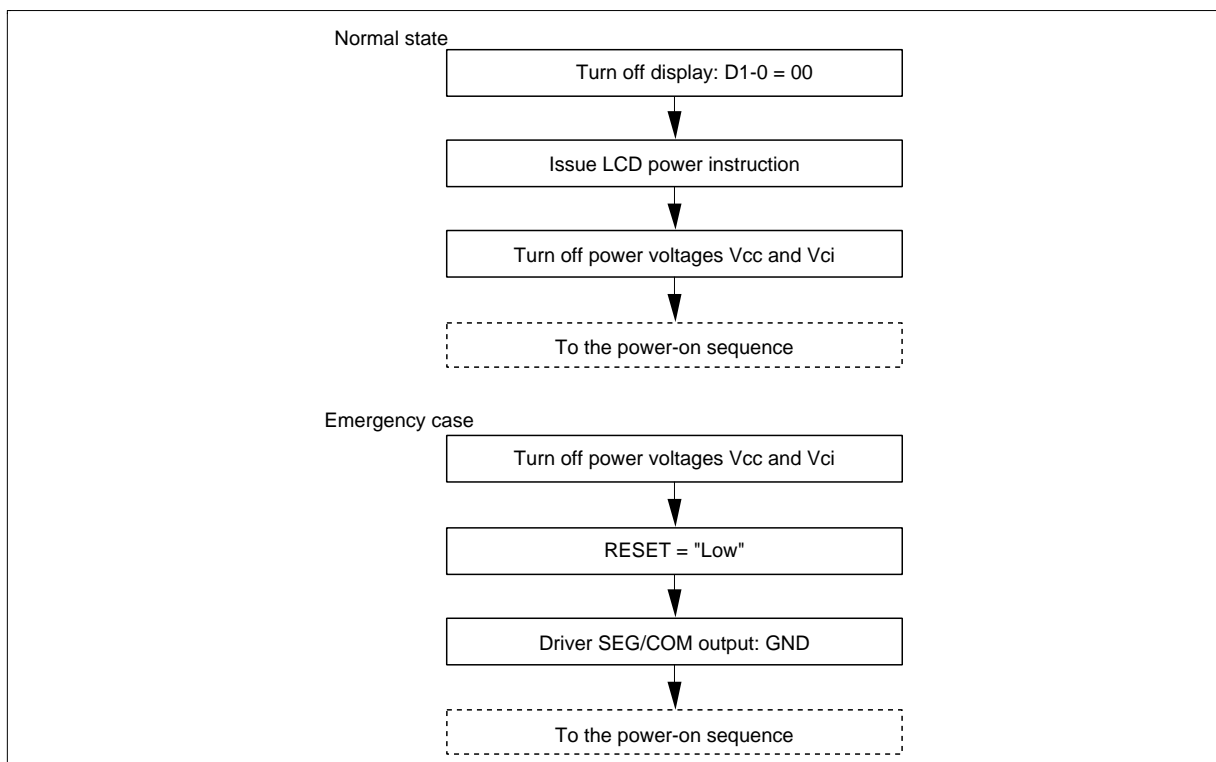 Normal state
Turn off display: D1-0 = 00
Issue LCD power instruction
Turn off power voltages Vcc and Vci
To the power-on sequence
Emergency case
Turn off power voltages Vcc and Vci
RESET = "Low"
Driver SEG/COM output: GND
To the power-on sequence